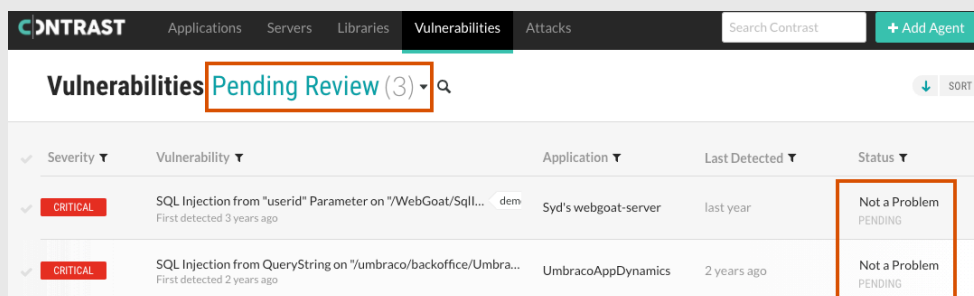 CONTRAST Applications Servers Libraries Vulnerabilities Attacks Search Contrast + Add Agent
Vulnerabilities Pending Review (3) SORT
Severity Vulnerability Application Last Detected Status
CRITICAL SQL Injection from "userid" Parameter on "/WebGoat/SqlI... dem Syd's webgoat-server last year Not a Problem
First detected 3 years ago PENDING
CRITICAL SQL Injection from QueryString on "/umbraco/backoffice/Umbra... UmbracoAppDynamics 2 years ago Not a Problem
First detected 2 years ago PENDING